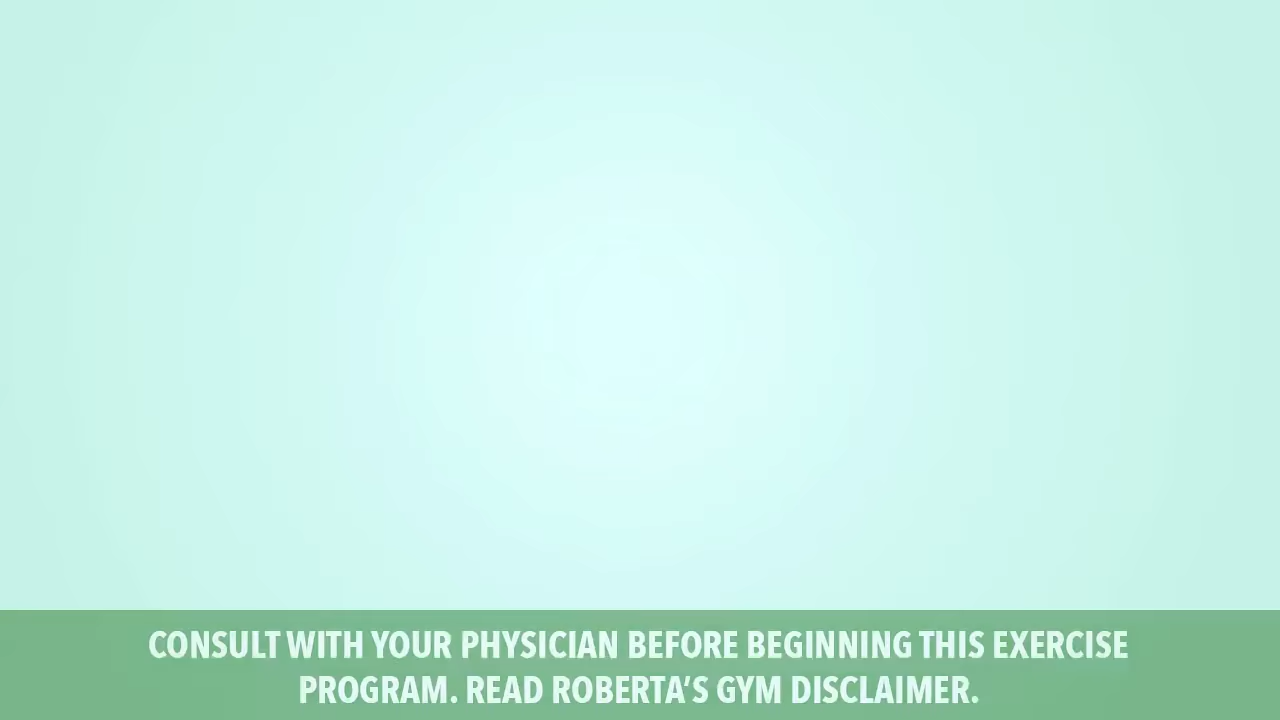 CONSULT WITH YOUR PHYSICIAN BEFORE BEGINNING THIS EXERCISE
PROGRAM. READ ROBERTA’S GYM DISCLAIMER.